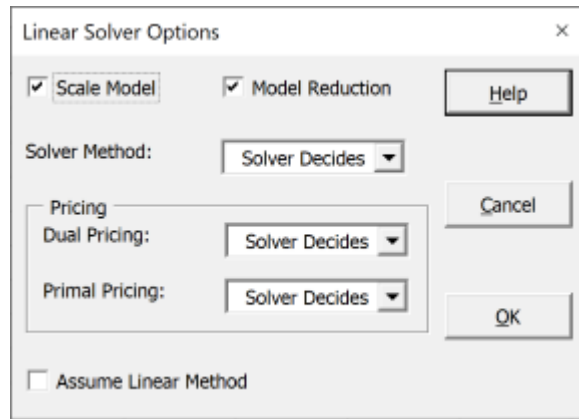 Linear Solver Options
Scale Model
Model Reduction
Help
Solver Method:
Solver Decides
Pricing
Cancel
Dual Pricing:
Solver Decides
Primal Pricing:
Solver Decides
OK
Assume Linear Method